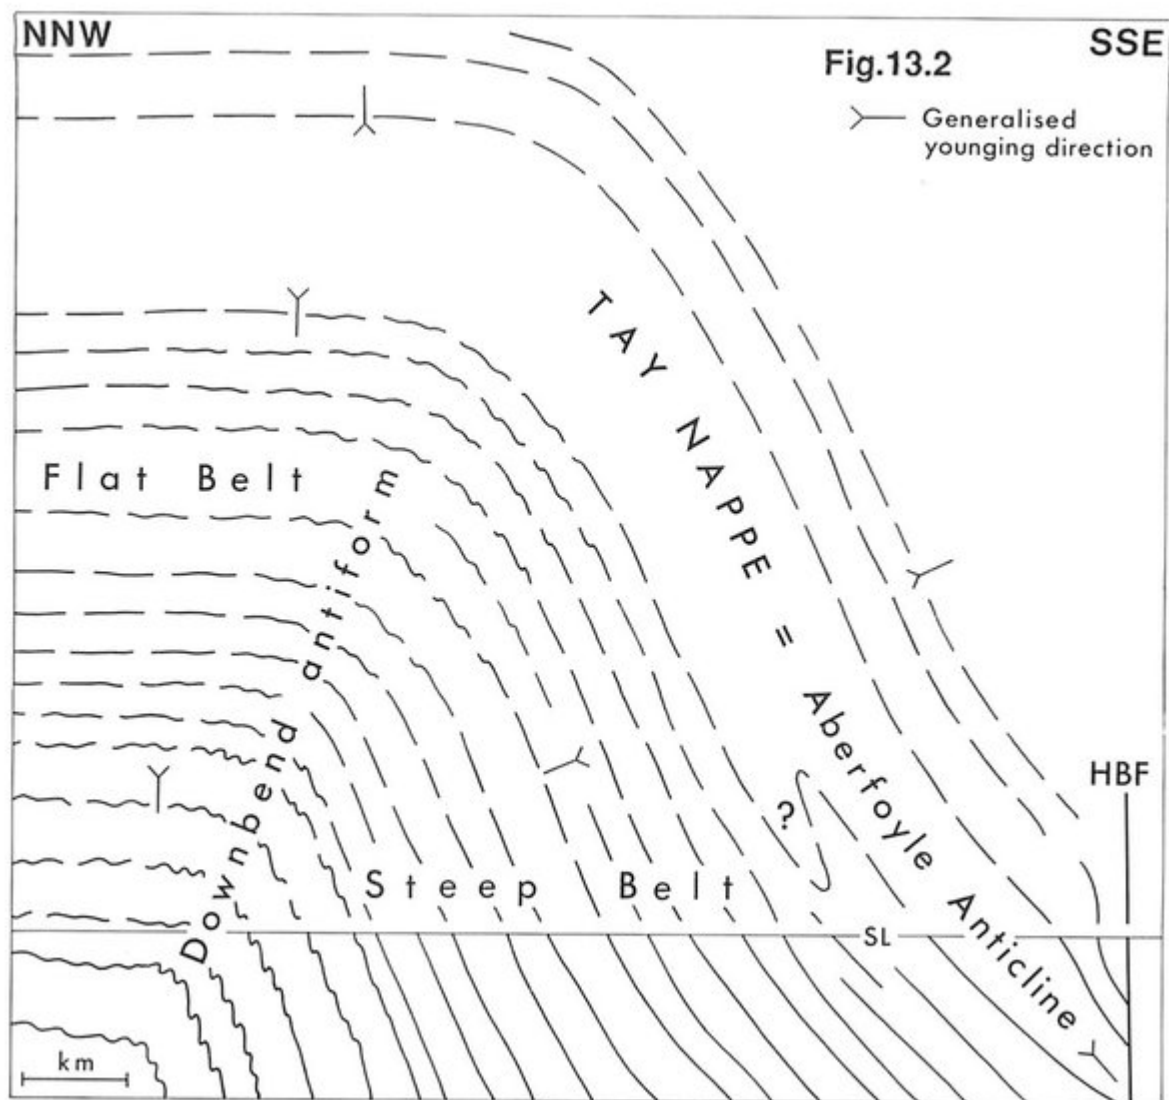 NNW
SSE
Fig.13.2
Generalised
younging direction
TAY NAPPE = Aberfoyle Anticline
Flat Belt
Downbend antiform
HBF
?
Steep Belt
SL
km